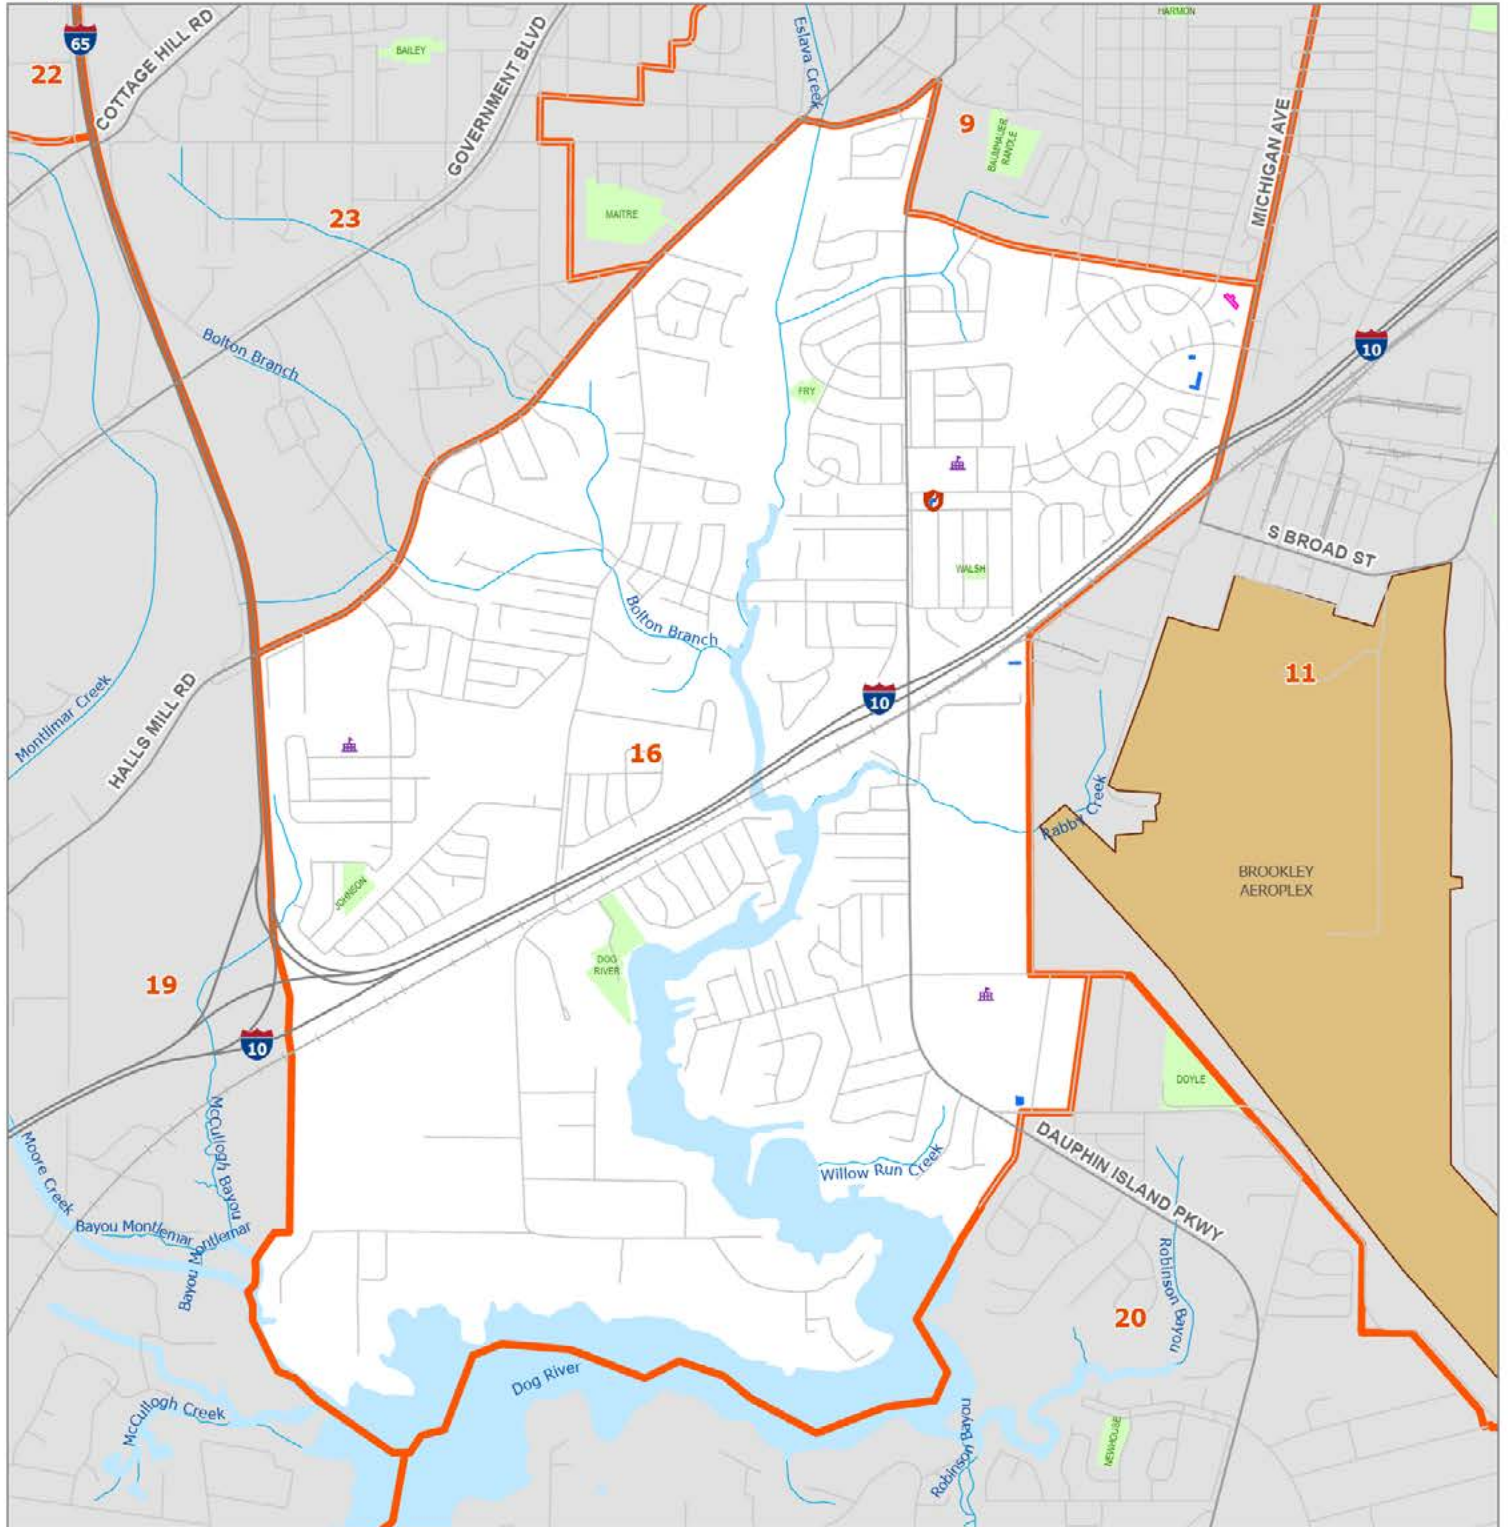 HARMON
65
COTTAGE HILL RD
BAILEY
GOVERNMENT BLVD
Eslava Creek
22
9
BAUMHAUER
RANDLE
MICHIGAN AVE
MAITRE
23
Bolton Branch
10
FRY
S BROAD ST
WALSH
Bolton Branch
11
Montlimar Creek
HALLS MILL RD
10
16
Rabby Creek
BROOKLEY
AEROPLEX
JOHNSON
DOG
RIVER
19
10
DOYLE
McCullogh Bayou
Moore Creek
DAUPHIN ISLAND PKWY
Willow Run Creek
Bayou Montlemar
Bayou Montlemar
Robinson Bayou
20
Dog River
McCullogh Creek
Robinson Bayou
NEWHOUSE